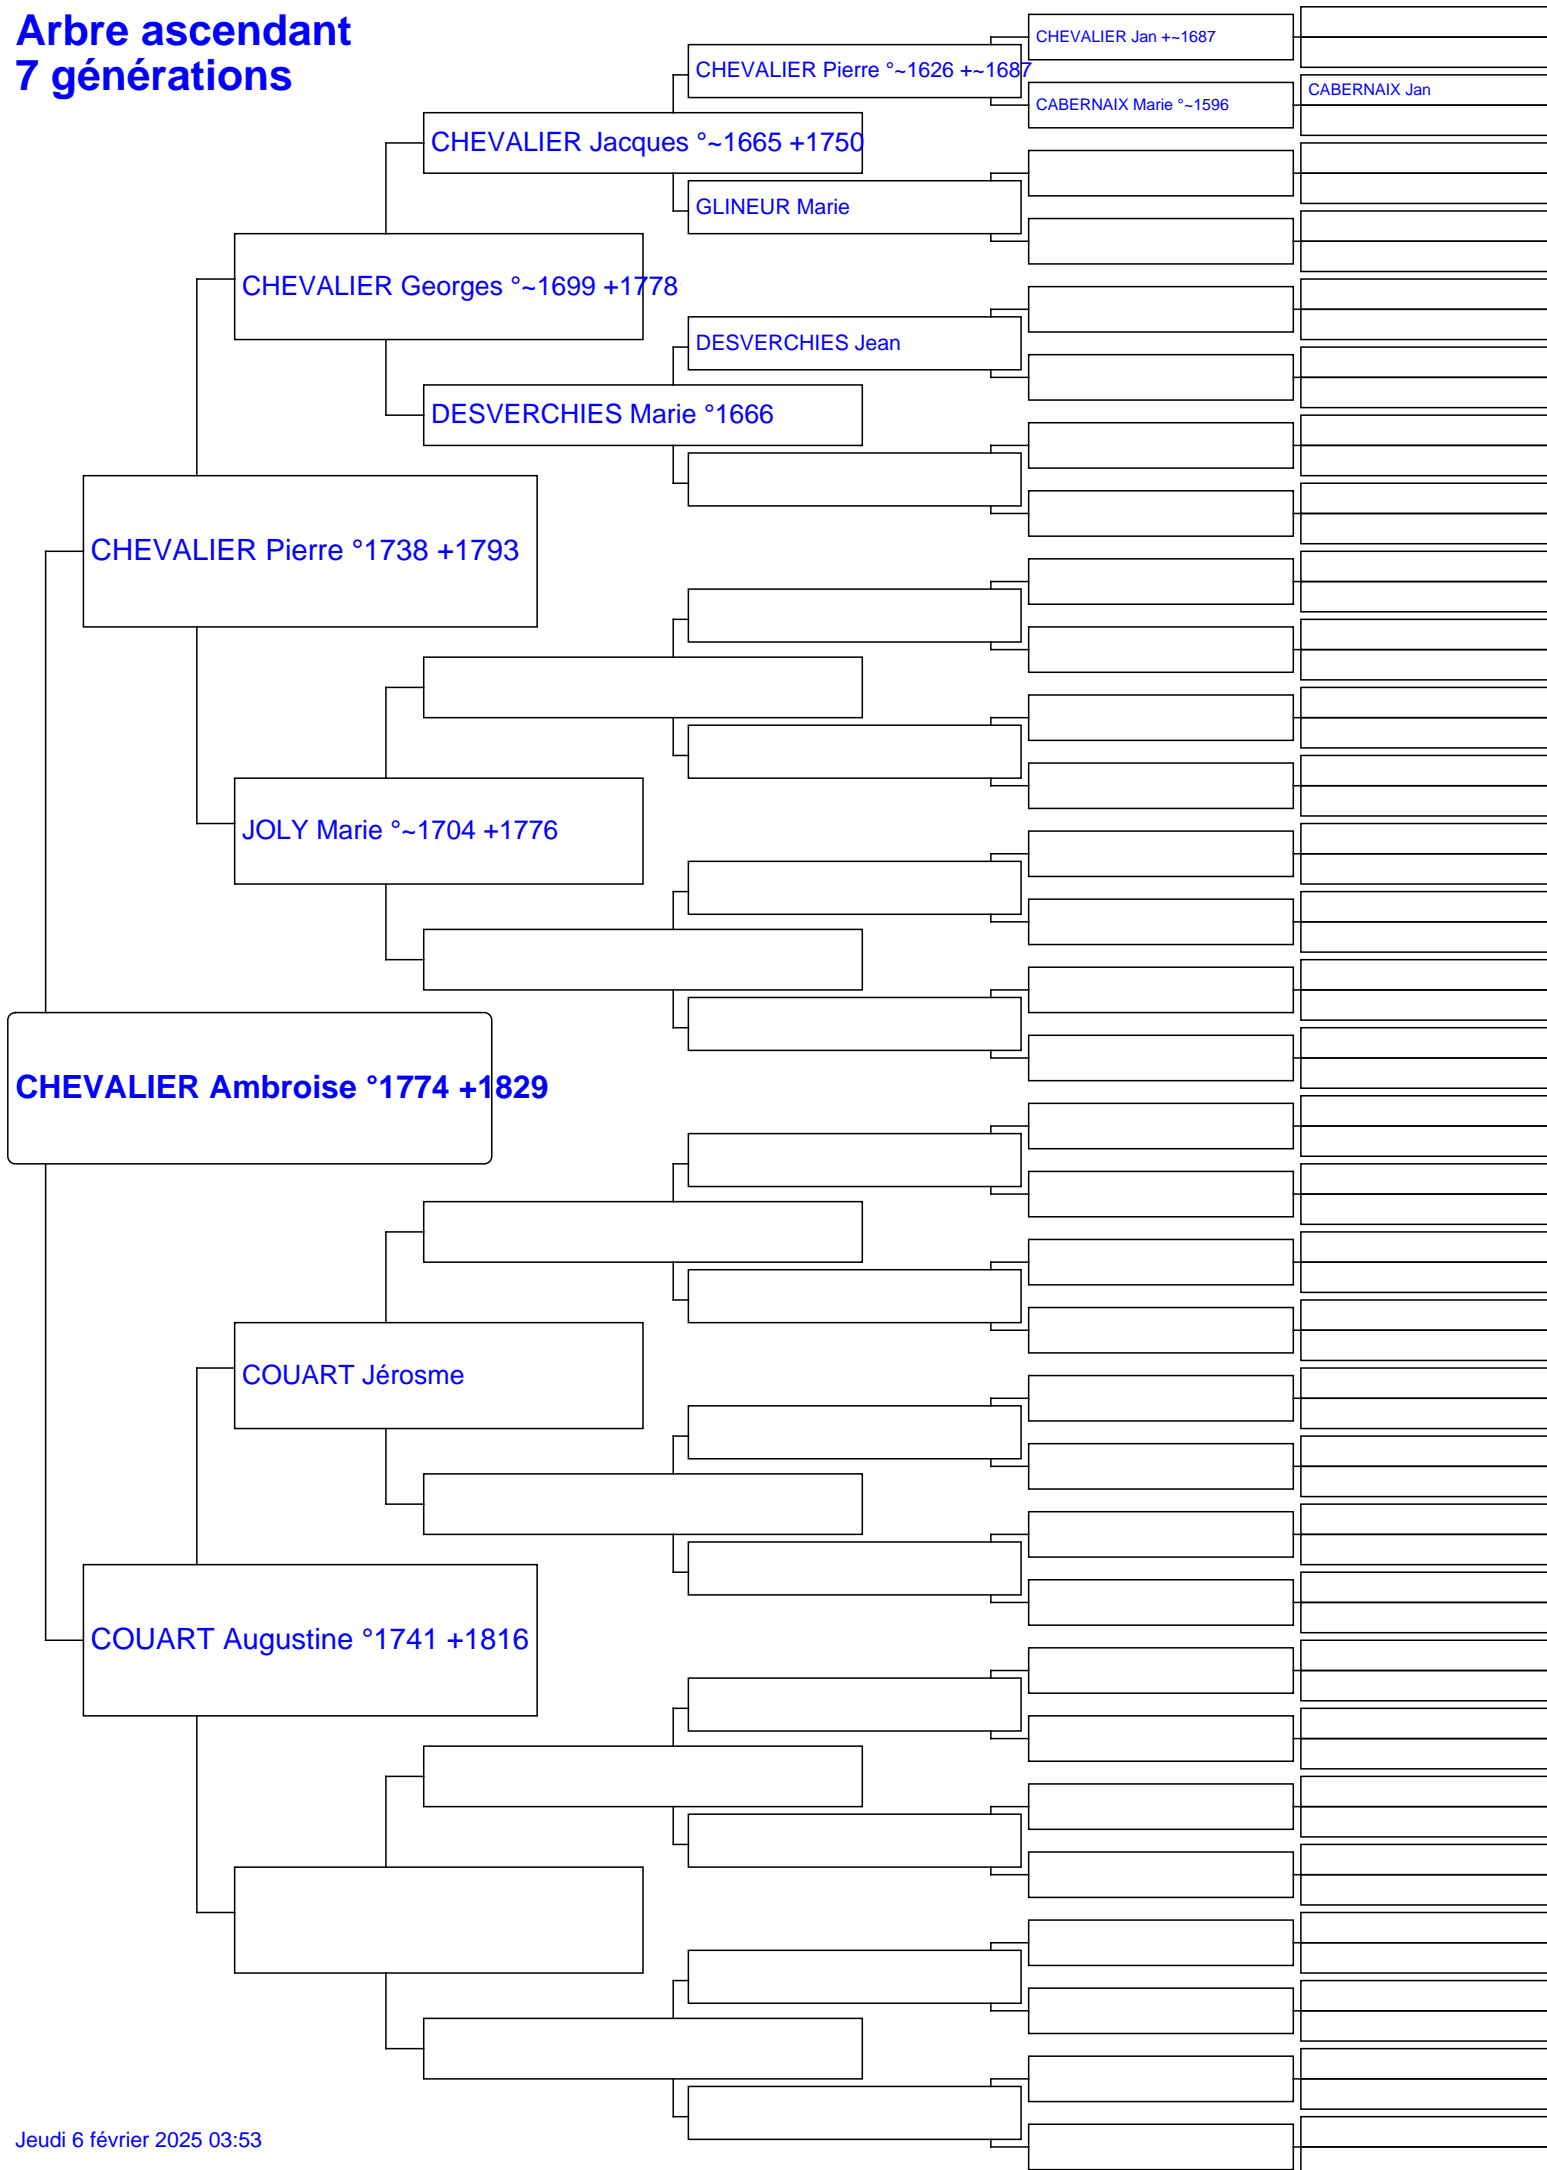 Arbre ascendant
7 générations
CHEVALIER Jan +~1687
CHEVALIER Pierre °~1626 +~1687
CABERNAIX Jan
CABERNAIX Marie °~1596
CHEVALIER Jacques °~1665 +1750
GLINEUR Marie
CHEVALIER Georges °~1699 +1778
DESVERCHIES Jean
DESVERCHIES Marie °1666
CHEVALIER Pierre °1738 +1793
JOLY Marie °~1704 +1776
CHEVALIER Ambroise °1774 +1829
COUART Jérosme
COUART Augustine °1741 +1816
Jeudi 6 février 2025 03:53